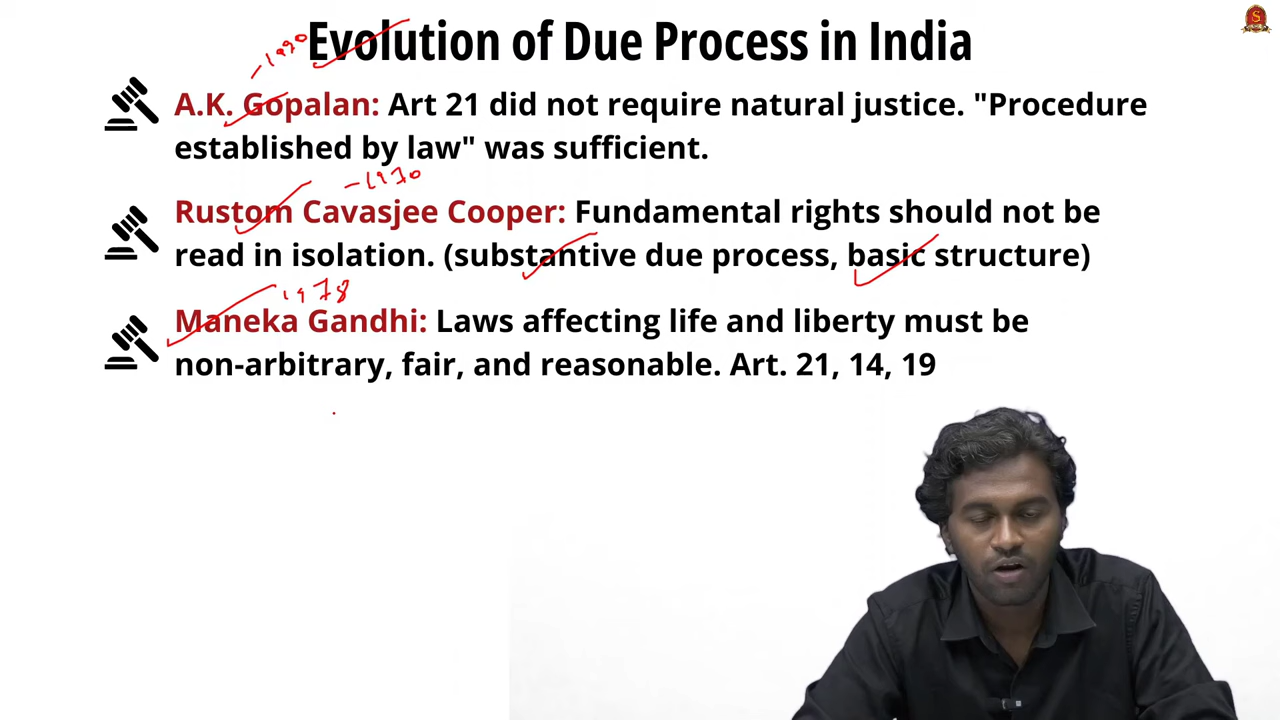 Evolution of Due Process in India
-1990
A.K. Gopalan: Art 21 did not require natural justice. "Procedure
established by law" was sufficient.
-1970
Rustom Cavasjee Cooper: Fundamental rights should not be
read in isolation. (substantive due process, basic structure)
1978
Maneka Gandhi: Laws affecting life and liberty must be
non-arbitrary, fair, and reasonable. Art. 21, 14, 19
S